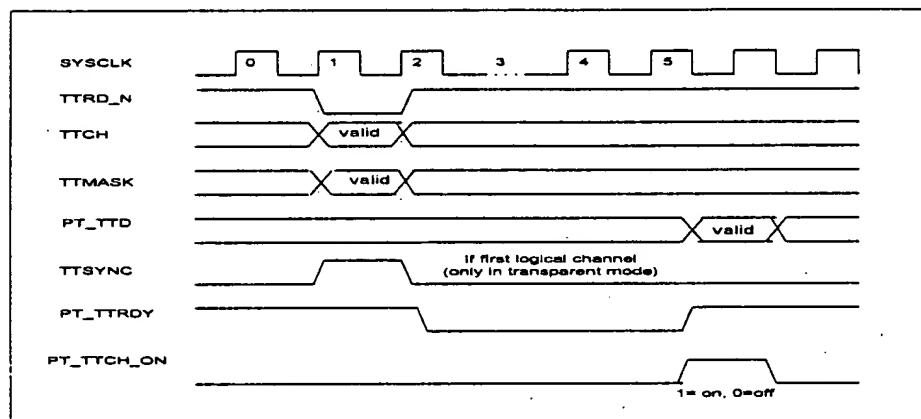 SYSCLK 0 1 2 3 4 5
TTRD_N
TTCH valid
TTMASK valid
PT_TTD valid
TTSYNC If first logical channel
(only in transparent mode)
PT_TTRDY
PT_TTCH_ON
1= on, 0=off